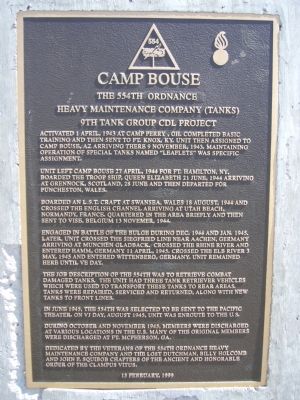 554
CAMP BOUSE
THE 554TH ORDNANCE
HEAVY MAINTENANCE COMPANY (TANKS)
9TH TANK GROUP CDL PROJECT
ACTIVATED 1 APRIL, 1943 AT CAMP PERRY, OH. COMPLETED BASIC
TRAINING AND THEN SENT TO FT. KNOX, KY. UNIT THEN ASSIGNED TO
CAMP BOUSE, AZ ARRIVING THERE 9 NOVEMBER, 1943. MAINTAINING
OPERATION OF SPECIAL TANKS NAMED "LEAFLETS" WAS SPECIFIC
ASSIGNMENT.
UNIT LEFT CAMP BOUSE 27 APRIL, 1944 FOR FT. HAMILTON, NY.
BOARDED THE TROOP SHIP, QUEEN ELIZABETH 21 JUNE, 1944 ARRIVING
AT GRENNOCK, SCOTLAND, 28 JUNE AND THEN DEPARTED FOR
PUNCHESTON, WALES.
BOARDED AN L.S.T. CRAFT AT SWANSEA, WALES 18 AUGUST, 1944 AND
CROSSED THE ENGLISH CHANNEL ARRIVING AT UTAH BEACH,
NORMANDY, FRANCE. QUARTERED IN THE AREA BRIEFLY AND THEN
SENT TO VISE, BELGIUM 13 NOVEMBER, 1944.
ENGAGED IN BATTLE OF THE BULGE DURING DEC. 1944 AND JAN. 1945.
LATER, UNIT CROSSED THE SIEGFRIED LINE NEAR AACHEN, GERMANY
ARRIVING AT MUNCHEN GLADBACK. CROSSED THE RHINE RIVER AND
ENTERED HAMM, GERMANY 11 APRIL, 1945. CROSSED THE ELBE RIVER 3
MAY, 1945 AND ENTERED WITTENBERG, GERMANY. UNIT REMAINED
HERE UNTIL VE DAY.
THE JOB DESCRIPTION OF THE 554TH WAS TO RETRIEVE COMBAT
DAMAGED TANKS. THE UNIT HAD THREE TANK RETRIEVER VEHICLES
WHICH WERE USED TO TRANSPORT THESE TANKS TO REAR AREAS.
TANKS WERE REPAIRED, SERVICED AND RETURNED, ALONG WITH NEW
TANKS TO FRONT LINES.
IN JUNE 1945, THE 554TH WAS SELECTED TO BE SENT TO THE PACIFIC
THEATER. ON VJ DAY, AUGUST 1945, UNIT WAS ENROUTE TO THE U.S.
DURING OCTOBER AND NOVEMBER 1945, MEMBERS WERE DISCHARGED
AT VARIOUS LOCATIONS IN THE U.S. MANY OF THE ORIGINAL MEMBERS
WERE DISCHARGED AT FT. MCPHERSON, GA.
DEDICATED BY THE VETERANS OF THE 554TH ORDNANCE HEAVY
MAINTENANCE COMPANY AND THE LOST DUTCHMAN, BILLY HOLCOMB
AND JOHN P. SQUIBOB CHAPTERS OF THE ANCIENT AND HONORABLE
ORDER OF THE CLAMPUS VITUS.
13 FEBRUARY, 1999